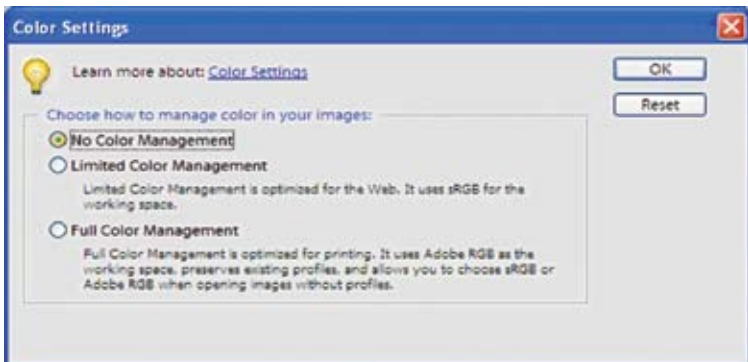 Color Settings
Learn more about: Color Settings
OK
Reset
Choose how to manage color in your images:
No Color Management
Limited Color Management
Limited Color Management is optimized for the Web. It uses sRGB for the
working space.
Full Color Management
Full Color Management is optimized for printing. It uses Adobe RGB as the
working space, preserves existing profiles, and allows you to choose sRGB or
Adobe RGB when opening images without profiles.